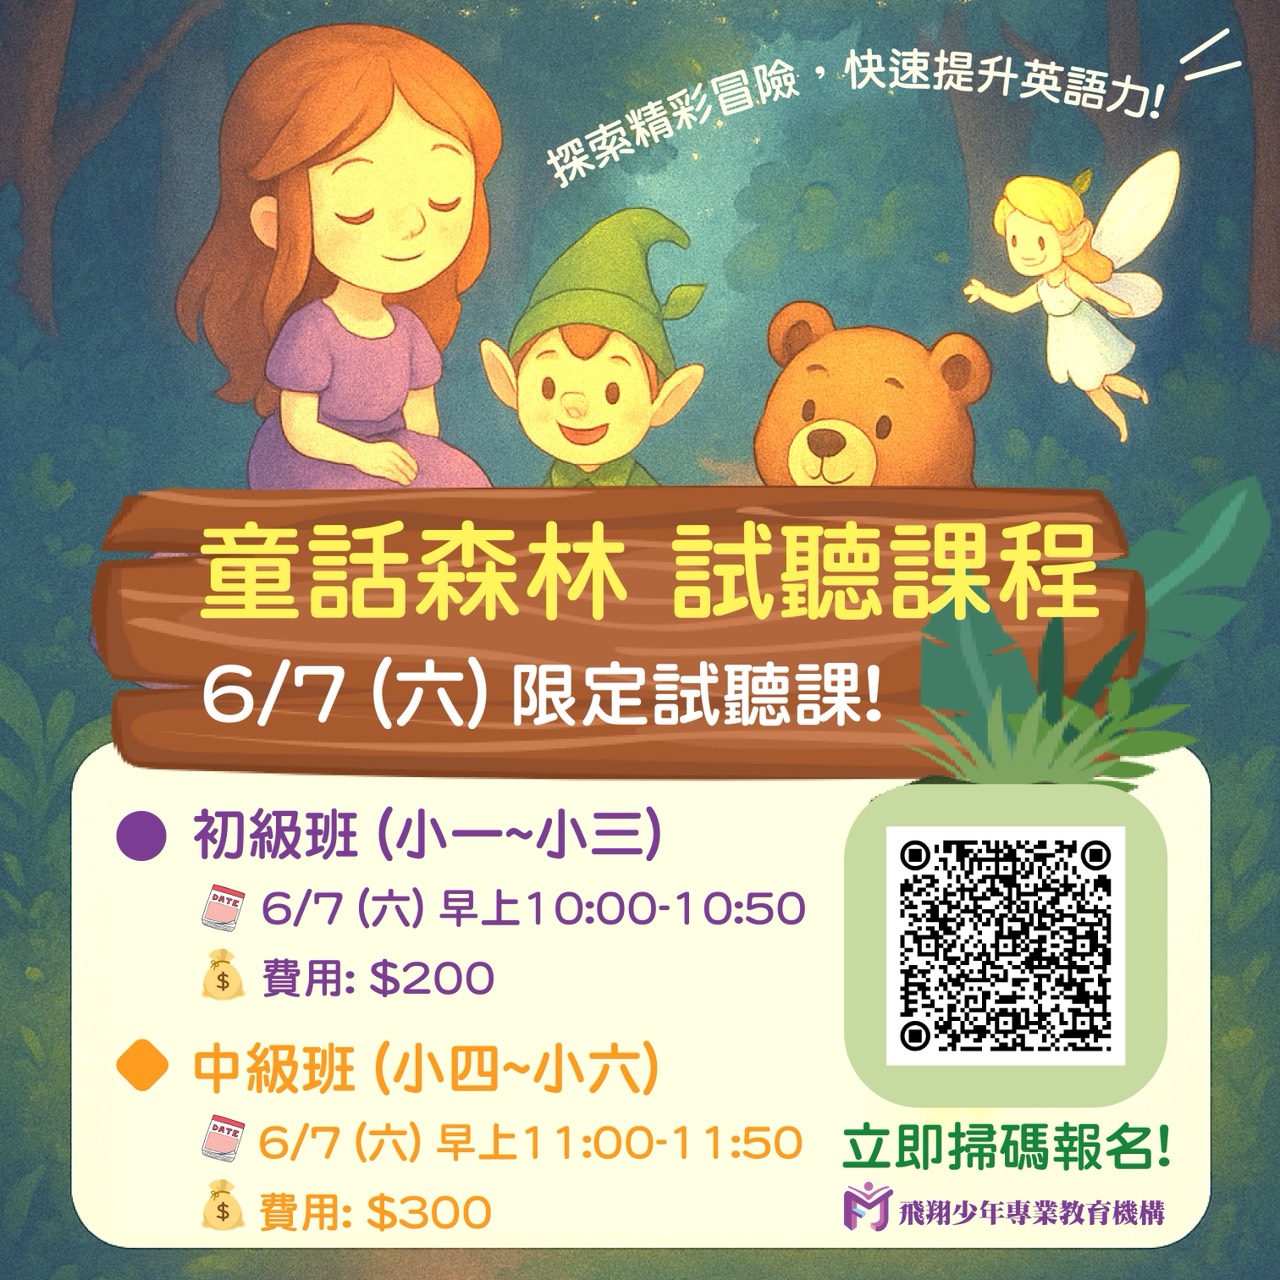 探索精彩冒險，快速提升英語力!
童話森林 試聽課程
6/7 (六) 限定試聽課!
初級班 (小一~小三)
DATE
6/7 (六) 早上10:00-10:50
$
費用: $200
中級班 (小四~小六)
DATE
6/7 (六) 早上11:00-11:50
$
費用: $300
立即掃碼報名!
飛翔少年專業教育機構